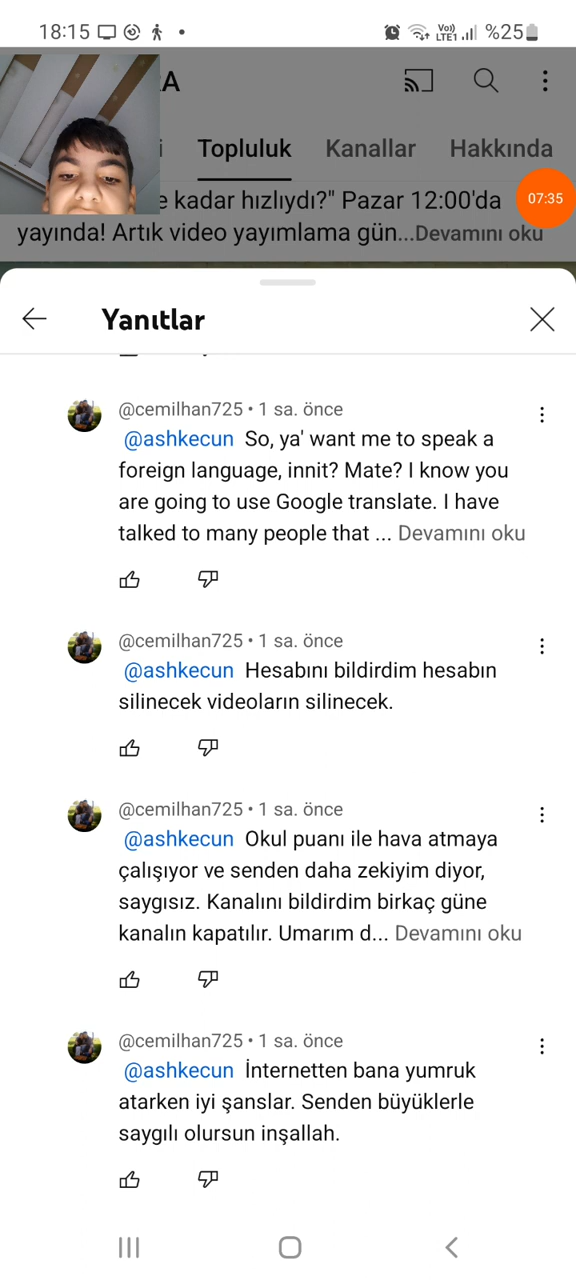 18:15
Vo)) LTE1 %25
RA
i Topluluk Kanallar Hakkında
e kadar hızlıydı?" Pazar 12:00'da
07:35
yayında! Artık video yayımlama gün...Devamını oku
Yanıtlar
@cemilhan725 • 1 sa. önce
@ashkecun So, ya' want me to speak a
foreign language, innit? Mate? I know you
are going to use Google translate. I have
talked to many people that ... Devamını oku
@cemilhan725 • 1 sa. önce
@ashkecun Hesabını bildirdim hesabın
silinecek videoların silinecek.
@cemilhan725 • 1 sa. önce
@ashkecun Okul puanı ile hava atmaya
çalışıyor ve senden daha zekiyim diyor,
saygısız. Kanalını bildirdim birkaç güne
kanalın kapatılır. Umarım d... Devamını oku
@cemilhan725 • 1 sa. önce
@ashkecun İnternetten bana yumruk
atarken iyi şanslar. Senden büyüklerle
saygılı olursun inşallah.